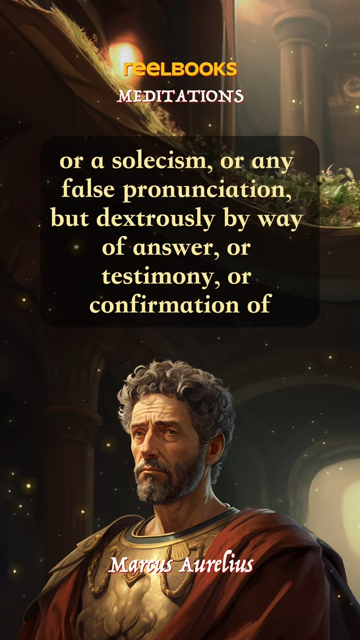 reelBOOKS
MEDITATIONS
or a solecism, or any
false pronunciation,
but dextrously by way
of answer, or
testimony, or
confirmation of
Marcus Aurelius